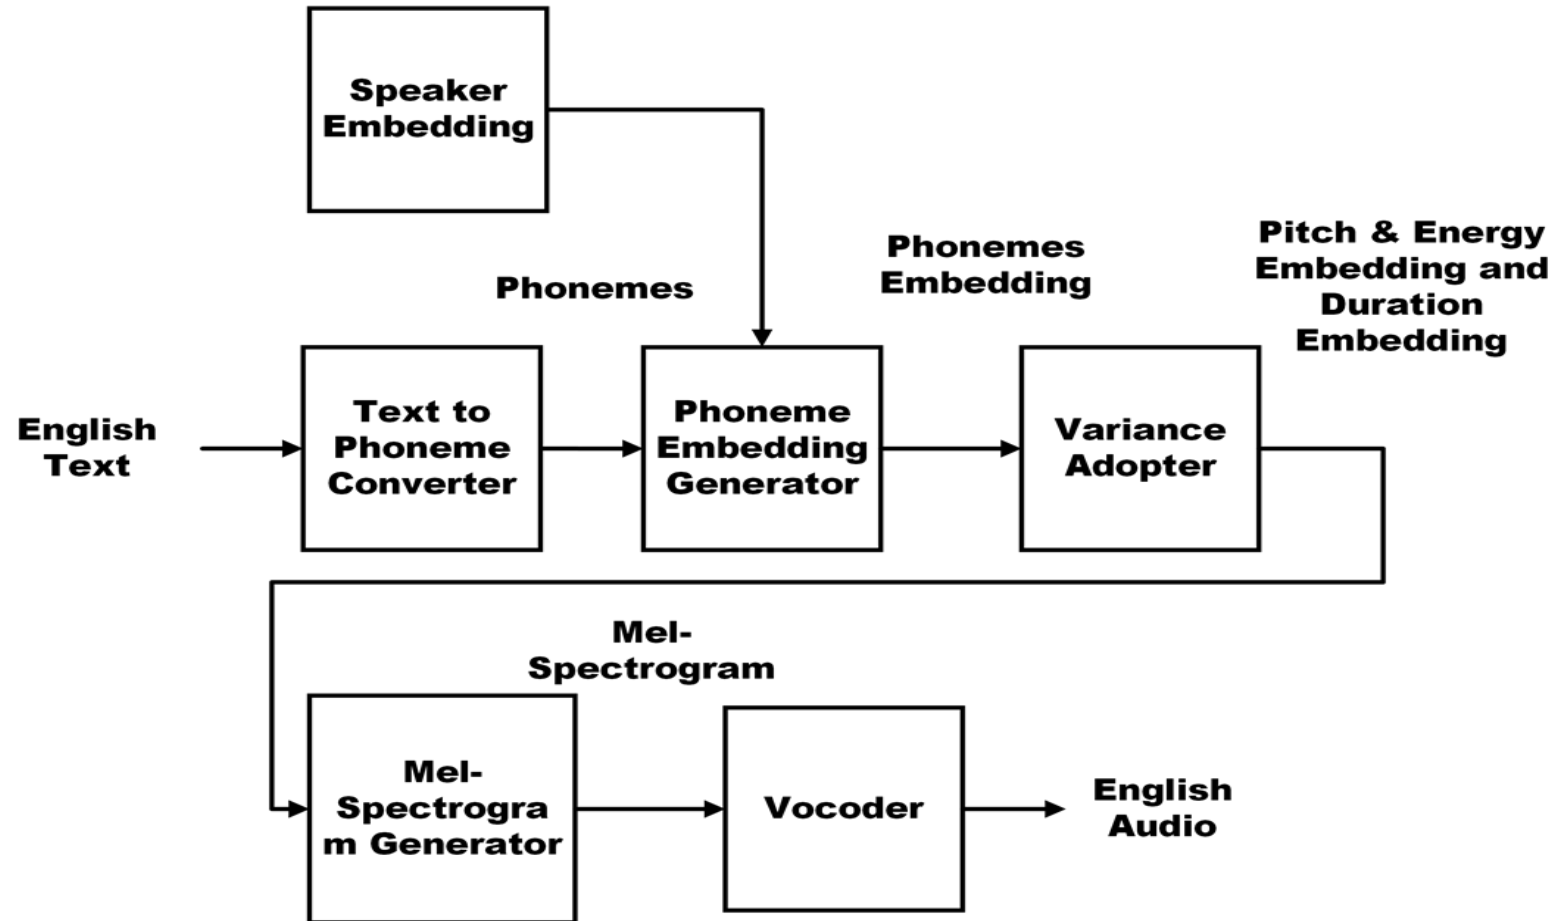 Speaker
Embedding
Phonemes
Phonemes
Embedding
Pitch & Energy
Embedding and
Duration
Embedding
English
Text
Text to
Phoneme
Converter
Phoneme
Embedding
Generator
Variance
Adopter
Mel-
Spectrogram
Mel-
Spectrogra
m Generator
Vocoder
English
Audio